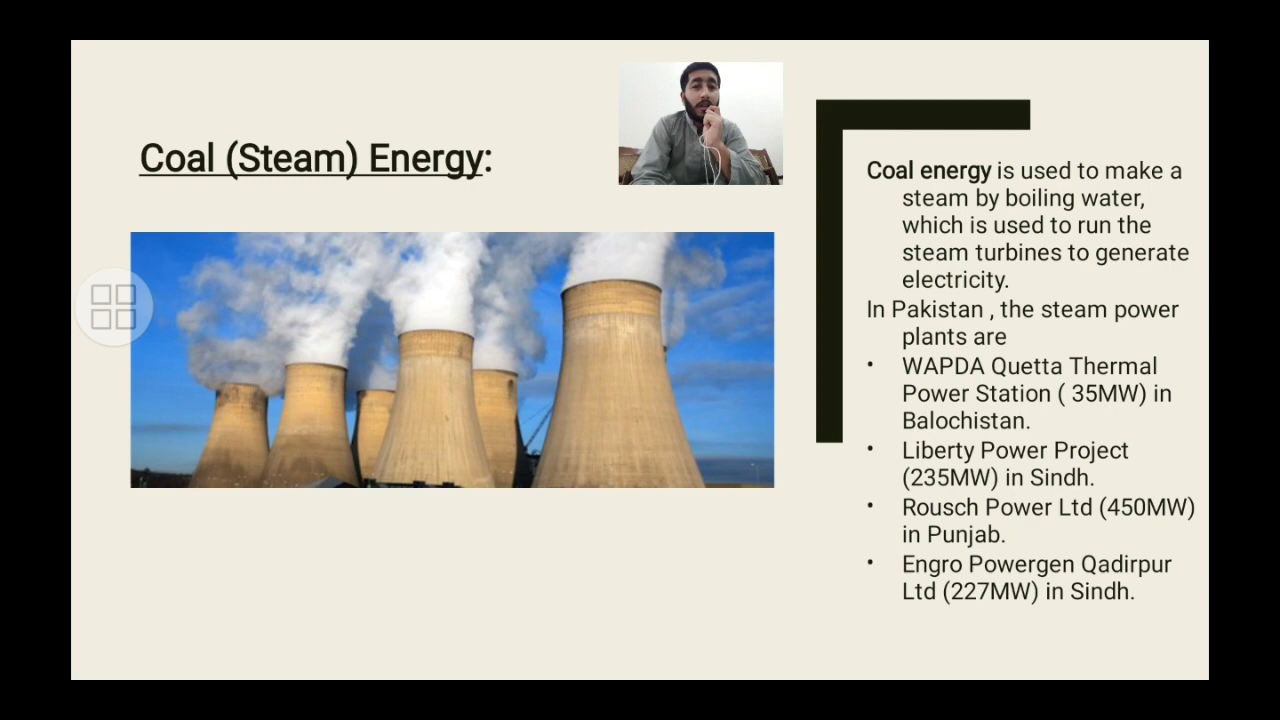 Coal (Steam) Energy:
Coal energy is used to make a
steam by boiling water,
which is used to run the
steam turbines to generate
electricity.
In Pakistan , the steam power
plants are
• WAPDA Quetta Thermal
Power Station ( 35MW) in
Balochistan.
• Liberty Power Project
(235MW) in Sindh.
• Rousch Power Ltd (450MW)
in Punjab.
• Engro Powergen Qadirpur
Ltd (227MW) in Sindh.